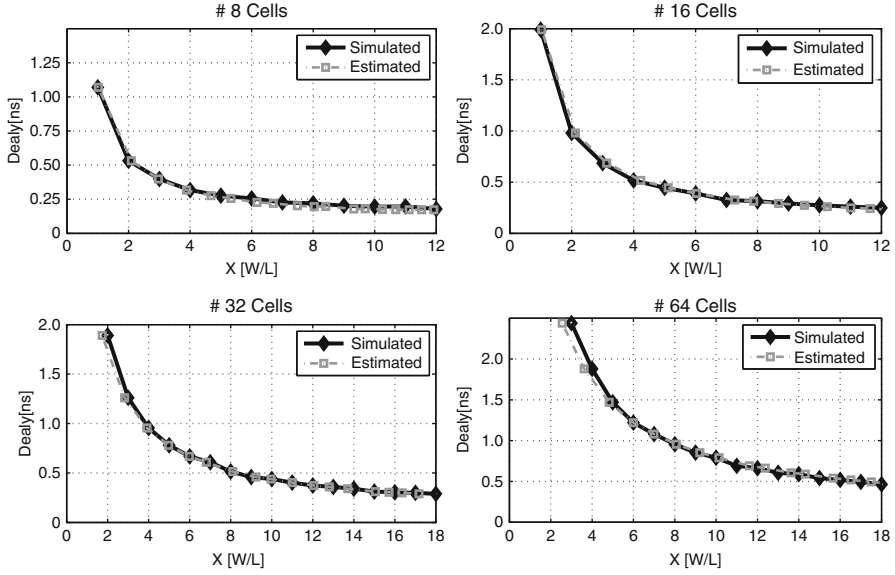 # 8 Cells
1.25
1.00
0.75
0.50
0.25
0
Dealy[ns]
0 2 4 6 8 10 12
X [W/L]
Simulated
Estimated
# 16 Cells
2.0
1.5
1.0
0.5
0
Dealy[ns]
0 2 4 6 8 10 12
X [W/L]
Simulated
Estimated
# 32 Cells
2.0
1.5
1.0
0.5
0
Dealy[ns]
0 2 4 6 8 10 12 14 16 18
X [W/L]
Simulated
Estimated
# 64 Cells
2.0
1.5
1.0
0.5
0
Dealy[ns]
0 2 4 6 8 10 12 14 16 18
X [W/L]
Simulated
Estimated